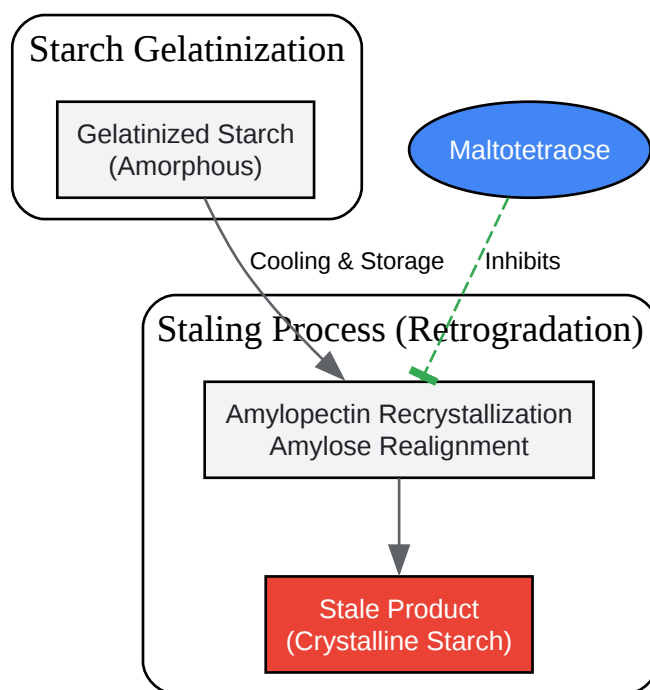 Starch Gelatinization
Gelatinized Starch
(Amorphous)
Maltotetraose
Cooling & Storage
Inhibits
Staling Process (Retrogradation)
Amylopectin Recrystallization
Amylose Realignment
Stale Product
(Crystalline Starch)